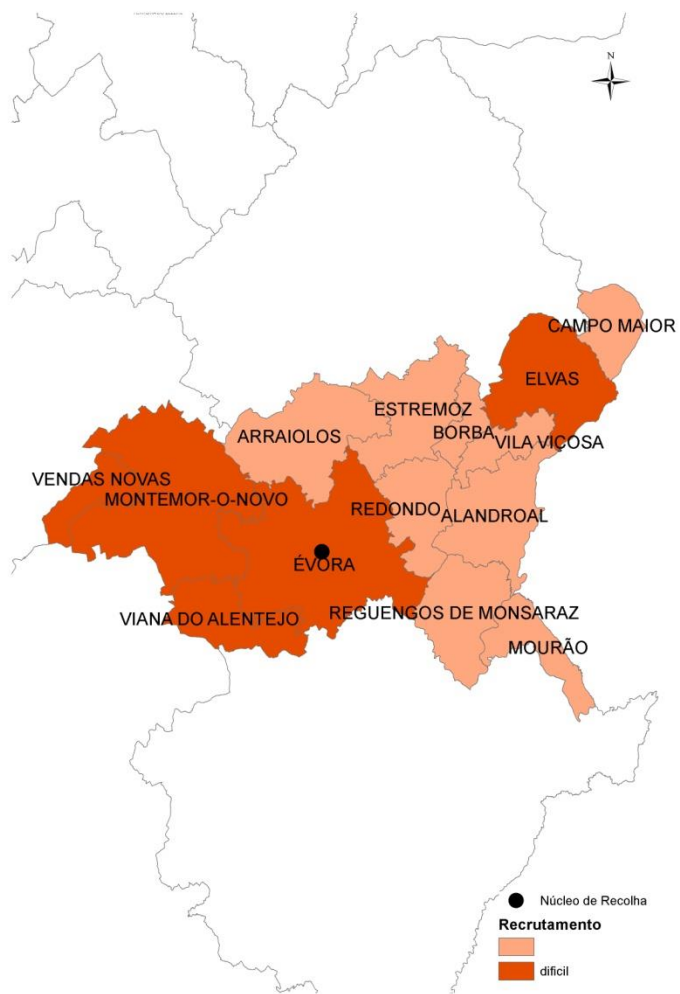 N
CAMPO MAIOR
ELVAS
ESTREMOZ
BORBA
ARRAIOLOS
VILA VIÇOSA
VENDAS NOVAS
MONTEMOR-O-NOVO
REDONDO
ALANDROAL
ÉVORA
VIANA DO ALENTEJO
REGUENGOS DE MONSARAZ
MOURÃO
Núcleo de Recolha
Recrutamento
dificil